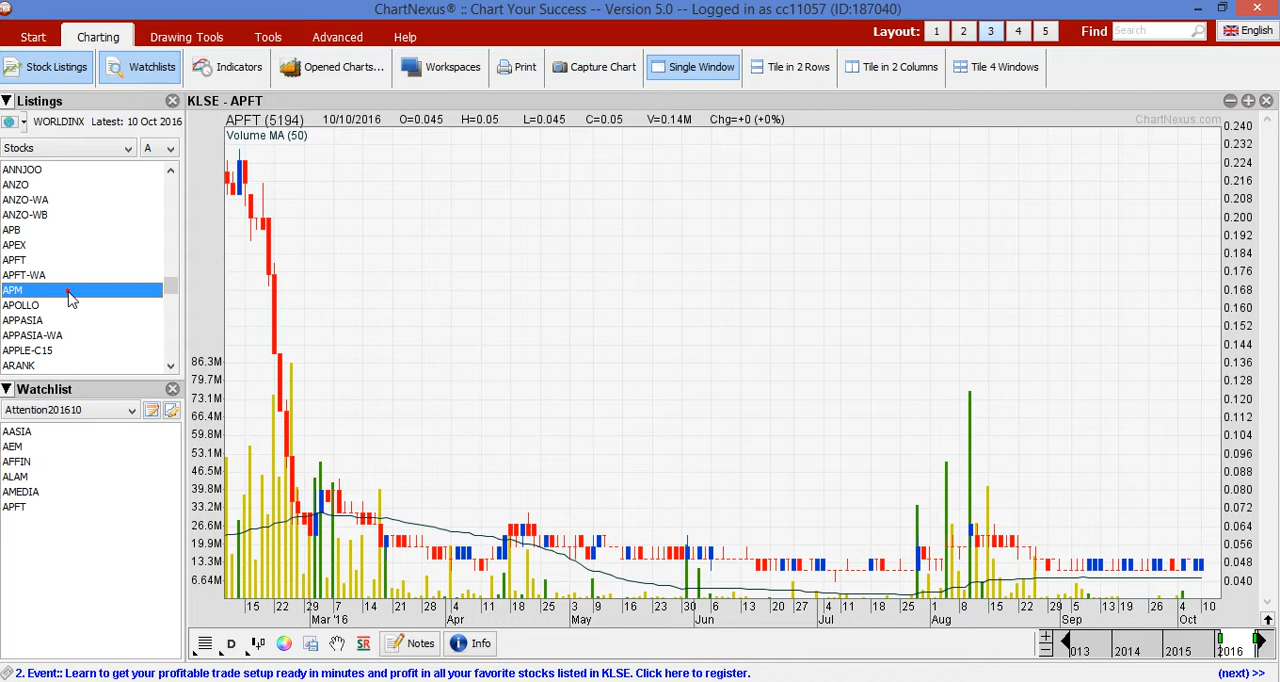 ChartNexus® :: Chart Your Success -- Version 5.0 -- Logged in as cc11057 (ID:187040)
Start Charting Drawing Tools Tools Advanced Help Layout: 1 2 3 4 5 Find Search English
Stock Listings Watchlists Indicators Opened Charts... Workspaces Print Capture Chart Single Window Tile in 2 Rows Tile in 2 Columns Tile 4 Windows
Listings
WORLDINX Latest: 10 Oct 2016
Stocks A
ANNJOO
ANZO
ANZO-WA
ANZO-WB
APB
APEX
APFT
APFT-WA
APM
APOLLO
APPASIA
APPASIA-WA
APPLE-C15
ARANK
Watchlist
Attention201610
AASIA
AEM
AFFIN
ALAM
AMEDIA
APFT
KLSE - APFT
APFT (5194) 10/10/2016 O=0.045 H=0.05 L=0.045 C=0.05 V=0.14M Chg=+0 (+0%) ChartNexus.com
Volume MA (50)
0.240
0.232
0.224
0.216
0.208
0.200
0.192
0.184
0.176
0.168
0.160
0.152
0.144
0.136
0.128
0.120
0.112
0.104
0.096
0.088
0.080
0.072
0.064
0.056
0.048
0.040
86.3M
79.7M
73.1M
66.4M
59.8M
53.1M
46.5M
39.8M
33.2M
26.6M
19.9M
13.3M
6.64M
15 22 29 7 14 21 28 4 11 18 25 3 9 16 23 30 6 13 20 27 4 11 18 25 1 8 15 22 29 5 13 19 26 4 10
Mar '16 Apr May Jun Jul Aug Sep Oct
D SR Notes Info 013 2014 2015 2016
2. Event:: Learn to get your profitable trade setup ready in minutes and profit in all your favorite stocks listed in KLSE. Click here to register. (next) >>